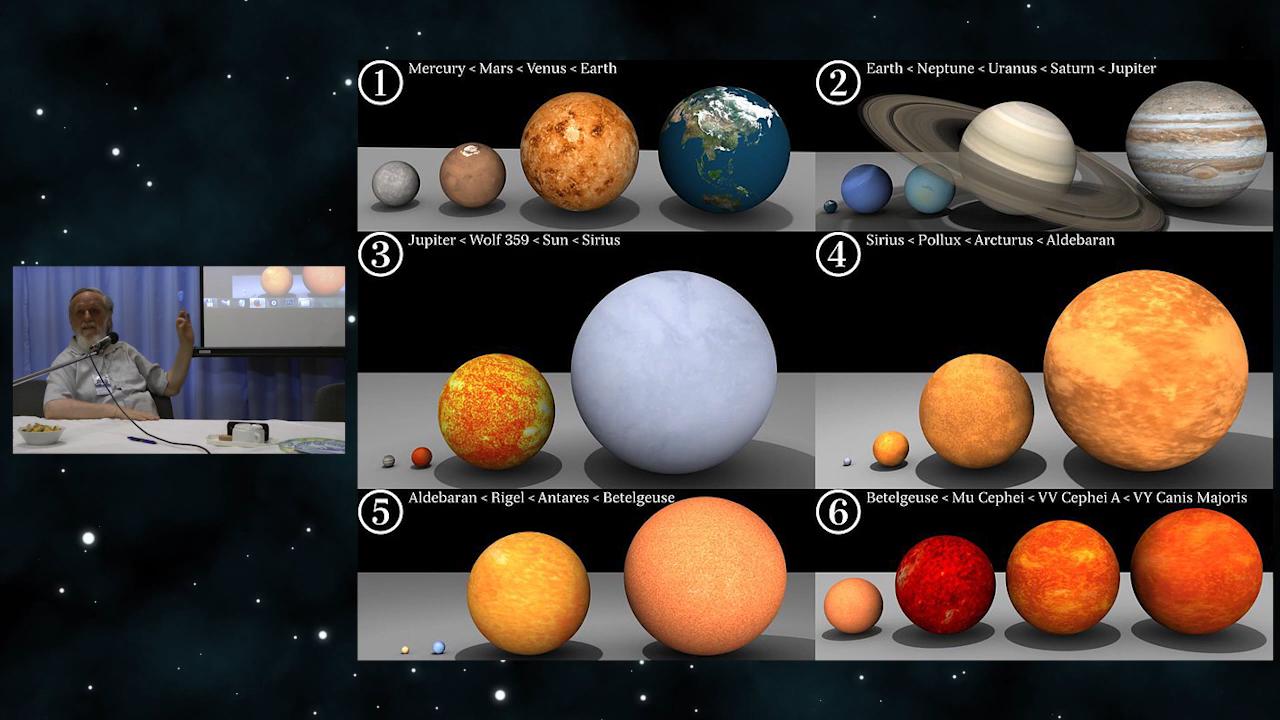 1 Mercury < Mars < Venus < Earth
2 Earth < Neptune < Uranus < Saturn < Jupiter
3 Jupiter < Wolf 359 < Sun < Sirius
4 Sirius < Pollux < Arcturus < Aldebaran
5 Aldebaran < Rigel < Antares < Betelgeuse
6 Betelgeuse < Mu Cephei < VV Cephei A < VY Canis Majoris